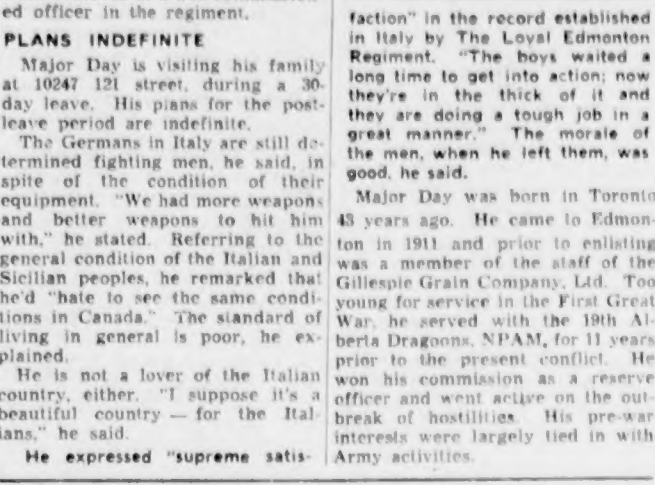 ed officer in the regiment.
PLANS INDEFINITE
Major Day is visiting his family
at 10247 121 street, during a 30-
day leave. His plans for the post-
leave period are indefinite.
The Germans in Italy are still de-
termined fighting men, he said, in
spite of the condition of their
equipment. "We had more weapons
and better weapons to hit him
with," he stated. Referring to the
general condition of the Italian and
Sicilian peoples, he remarked that
he'd "hate to see the same condi-
tions in Canada." The standard of
living in general is poor, he ex-
plained.
He is not a lover of the Italian
country, either. "I suppose it's a
beautiful country — for the Ital-
ians," he said.
He expressed "supreme satis-
faction" in the record established
in Italy by The Loyal Edmonton
Regiment. "The boys waited a
long time to get into action; now
they're in the thick of it and
they are doing a tough job in a
great manner." The morale of
the men, when he left them, was
good, he said.
Major Day was born in Toronto
43 years ago. He came to Edmon-
ton in 1911 and prior to enlisting
was a member of the staff of the
Gillespie Grain Company, Ltd. Too
young for service in the First Great
War, he served with the 19th Al-
berta Dragoons, NPAM, for 11 years
prior to the present conflict. He
won his commission as a reserve
officer and went active on the out-
break of hostilities. His pre-war
interests were largely tied in with
Army activities.